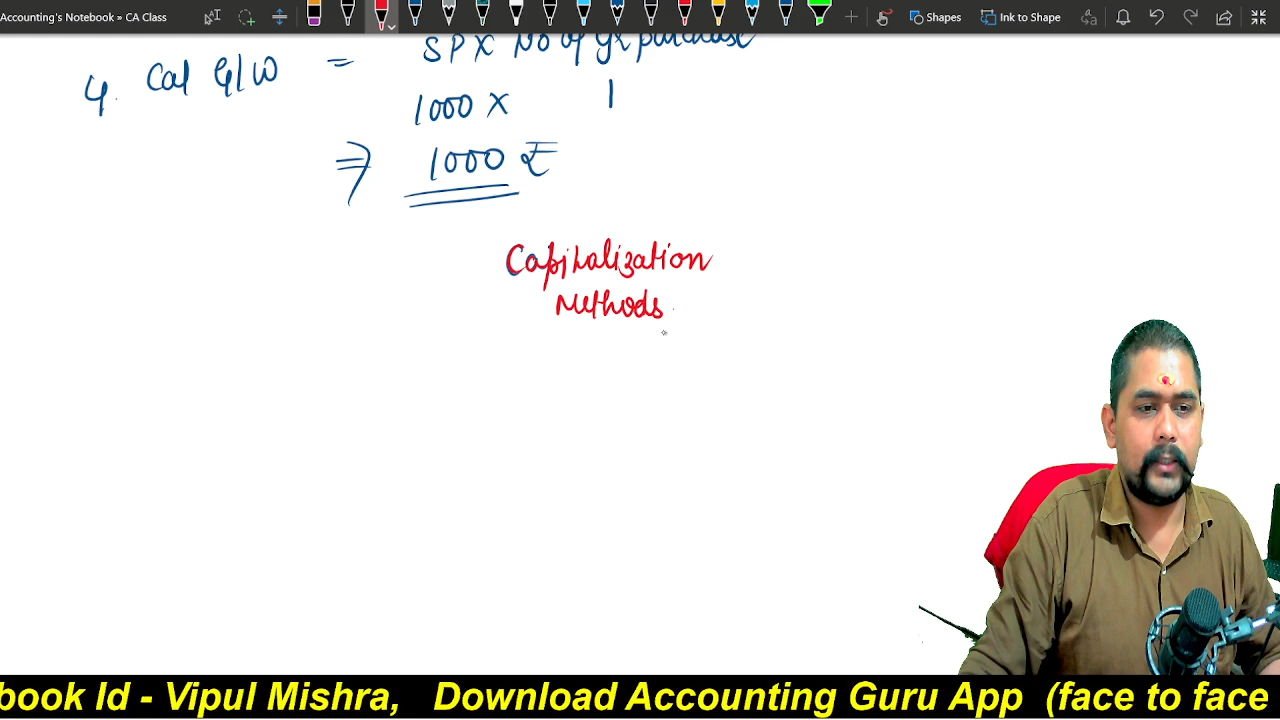 Accounting's Notebook » CA Class
Shapes
Ink to Shape
SP X No of yr purchase
4. Cal G/W =
1000 X 1
⇒ 1000 ₹
Capitalization
Methods
book Id - Vipul Mishra, Download Accounting Guru App (face to face